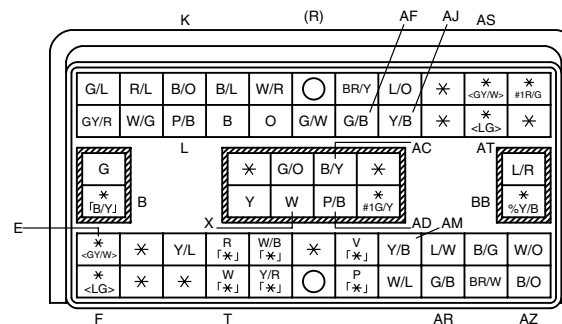 K (R) AF AJ AS
G/L R/L B/O B/L W/R ◯ BR/Y L/O * * <GY/W> * #1R/G
GY/R W/G P/B B O G/W G/B Y/B * * <LG> *
L AC AT
G * G/O B/Y * L/R
* 「B/Y」 B Y W P/B * #1G/Y BB * %Y/B
E X AD AM
* <GY/W> * Y/L R 「*」 W/B 「*」 * V 「*」 Y/B L/W B/G W/O
* <LG> * * W 「*」 Y/R 「*」 ◯ P 「*」 W/L G/B BR/W B/O
F T AR AZ